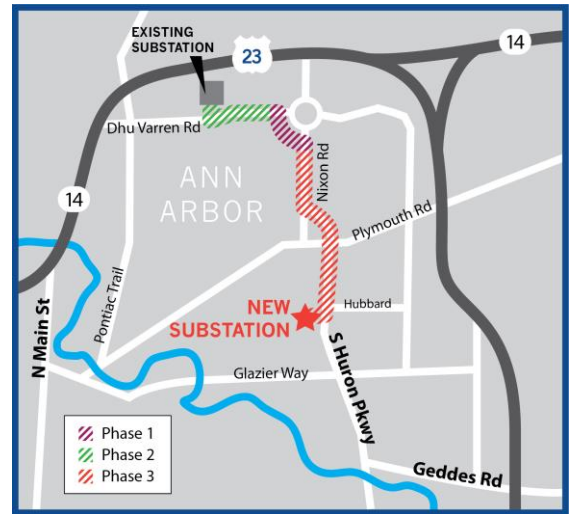 EXISTING
SUBSTATION
23
14
Dhu Varren Rd
Nixon Rd
ANN
ARBOR
14
Plymouth Rd
Pontiac Trail
N Main St
NEW
SUBSTATION
Hubbard
S Huron Pkwy
Glazier Way
Geddes Rd
Phase 1
Phase 2
Phase 3